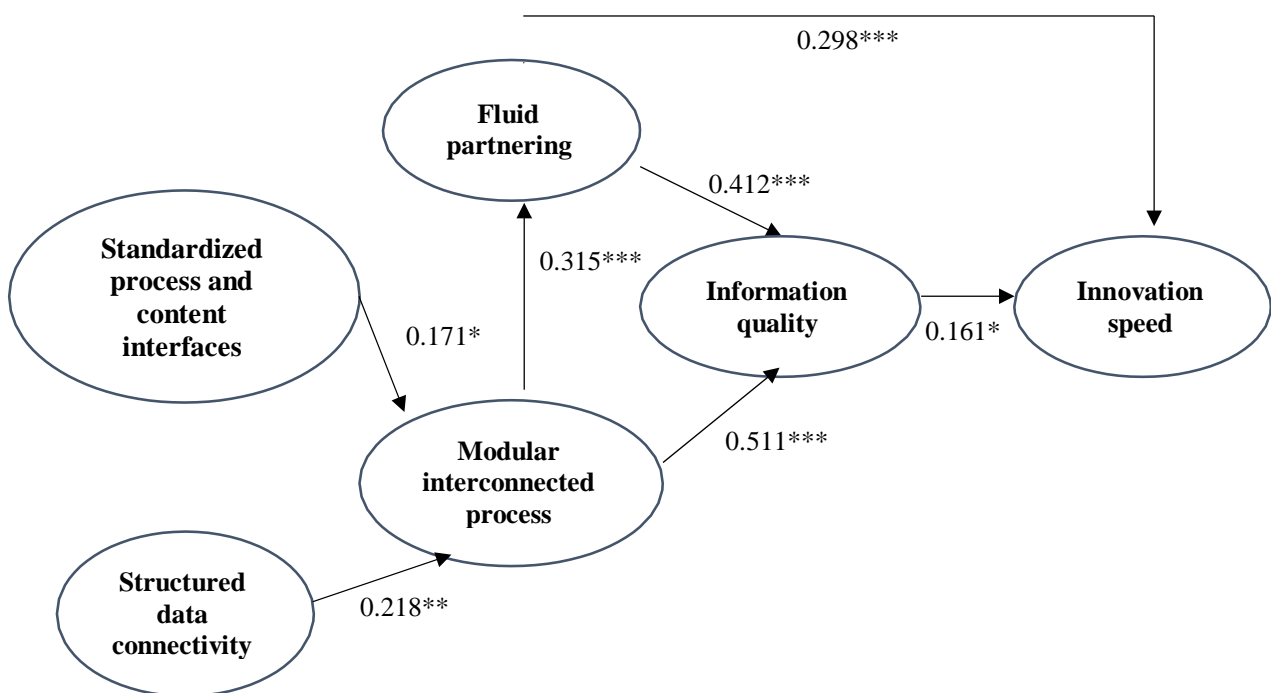 0.298***
Fluid
partnering
0.412***
Standardized
process and
content
interfaces
0.315***
Information
quality
Innovation
speed
0.171*
0.161*
Modular
interconnected
process
0.511***
Structured
data
connectivity
0.218**